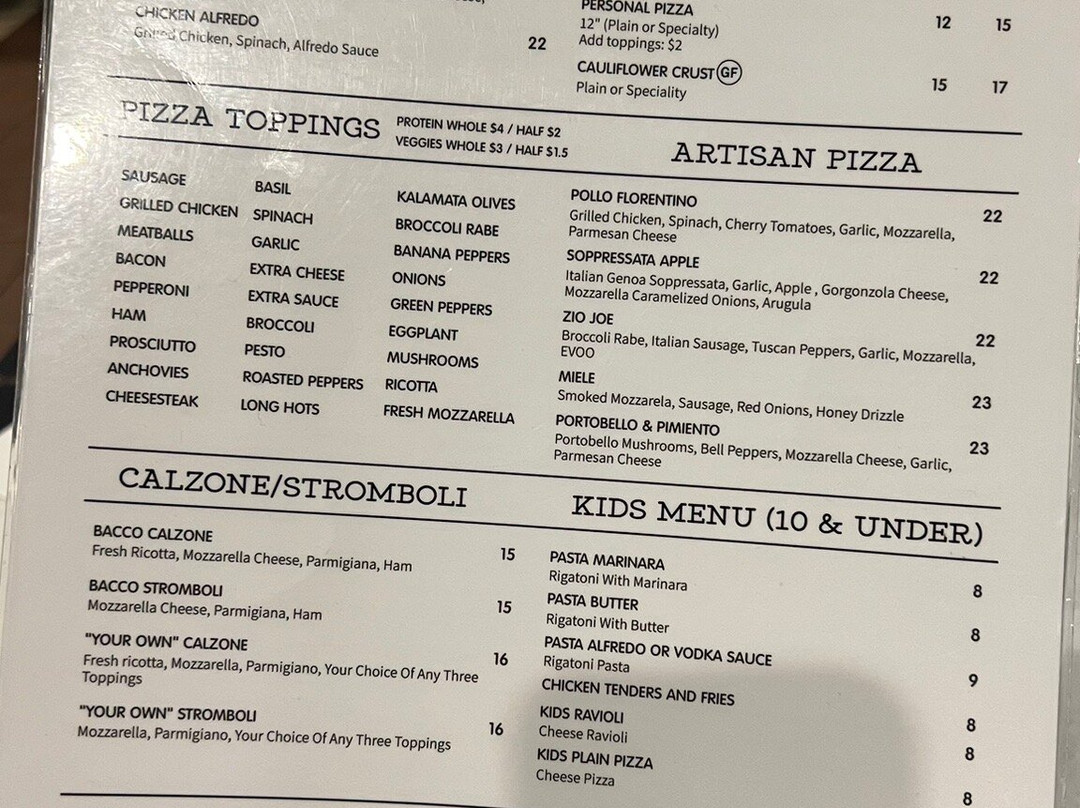 CHICKEN ALFREDO
Grilled Chicken, Spinach, Alfredo Sauce 22
PERSONAL PIZZA
12" (Plain or Specialty) 12 15
Add toppings: $2
CAULIFLOWER CRUST GF
Plain or Speciality 15 17
PIZZA TOPPINGS
PROTEIN WHOLE $4 / HALF $2
VEGGIES WHOLE $3 / HALF $1.5
SAUSAGE
GRILLED CHICKEN
MEATBALLS
BACON
PEPPERONI
HAM
PROSCIUTTO
ANCHOVIES
CHEESESTEAK
BASIL
SPINACH
GARLIC
EXTRA CHEESE
EXTRA SAUCE
BROCCOLI
PESTO
ROASTED PEPPERS
LONG HOTS
KALAMATA OLIVES
BROCCOLI RABE
BANANA PEPPERS
ONIONS
GREEN PEPPERS
EGGPLANT
MUSHROOMS
RICOTTA
FRESH MOZZARELLA
ARTISAN PIZZA
POLLO FLORENTINO 22
Grilled Chicken, Spinach, Cherry Tomatoes, Garlic, Mozzarella,
Parmesan Cheese
SOPPRESSATA APPLE 22
Italian Genoa Soppressata, Garlic, Apple , Gorgonzola Cheese,
Mozzarella Caramelized Onions, Arugula
ZIO JOE 22
Broccoli Rabe, Italian Sausage, Tuscan Peppers, Garlic, Mozzarella,
EVOO
MIELE 23
Smoked Mozzarela, Sausage, Red Onions, Honey Drizzle
PORTOBELLO & PIMIENTO 23
Portobello Mushrooms, Bell Peppers, Mozzarella Cheese, Garlic,
Parmesan Cheese
CALZONE/STROMBOLI
BACCO CALZONE 15
Fresh Ricotta, Mozzarella Cheese, Parmigiana, Ham
BACCO STROMBOLI 15
Mozzarella Cheese, Parmigiana, Ham
"YOUR OWN" CALZONE 16
Fresh ricotta, Mozzarella, Parmigiano, Your Choice Of Any Three
Toppings
"YOUR OWN" STROMBOLI 16
Mozzarella, Parmigiano, Your Choice Of Any Three Toppings
KIDS MENU (10 & UNDER)
PASTA MARINARA 8
Rigatoni With Marinara
PASTA BUTTER 8
Rigatoni With Butter
PASTA ALFREDO OR VODKA SAUCE 9
Rigatoni Pasta
CHICKEN TENDERS AND FRIES 8
KIDS RAVIOLI 8
Cheese Ravioli
KIDS PLAIN PIZZA 8
Cheese Pizza